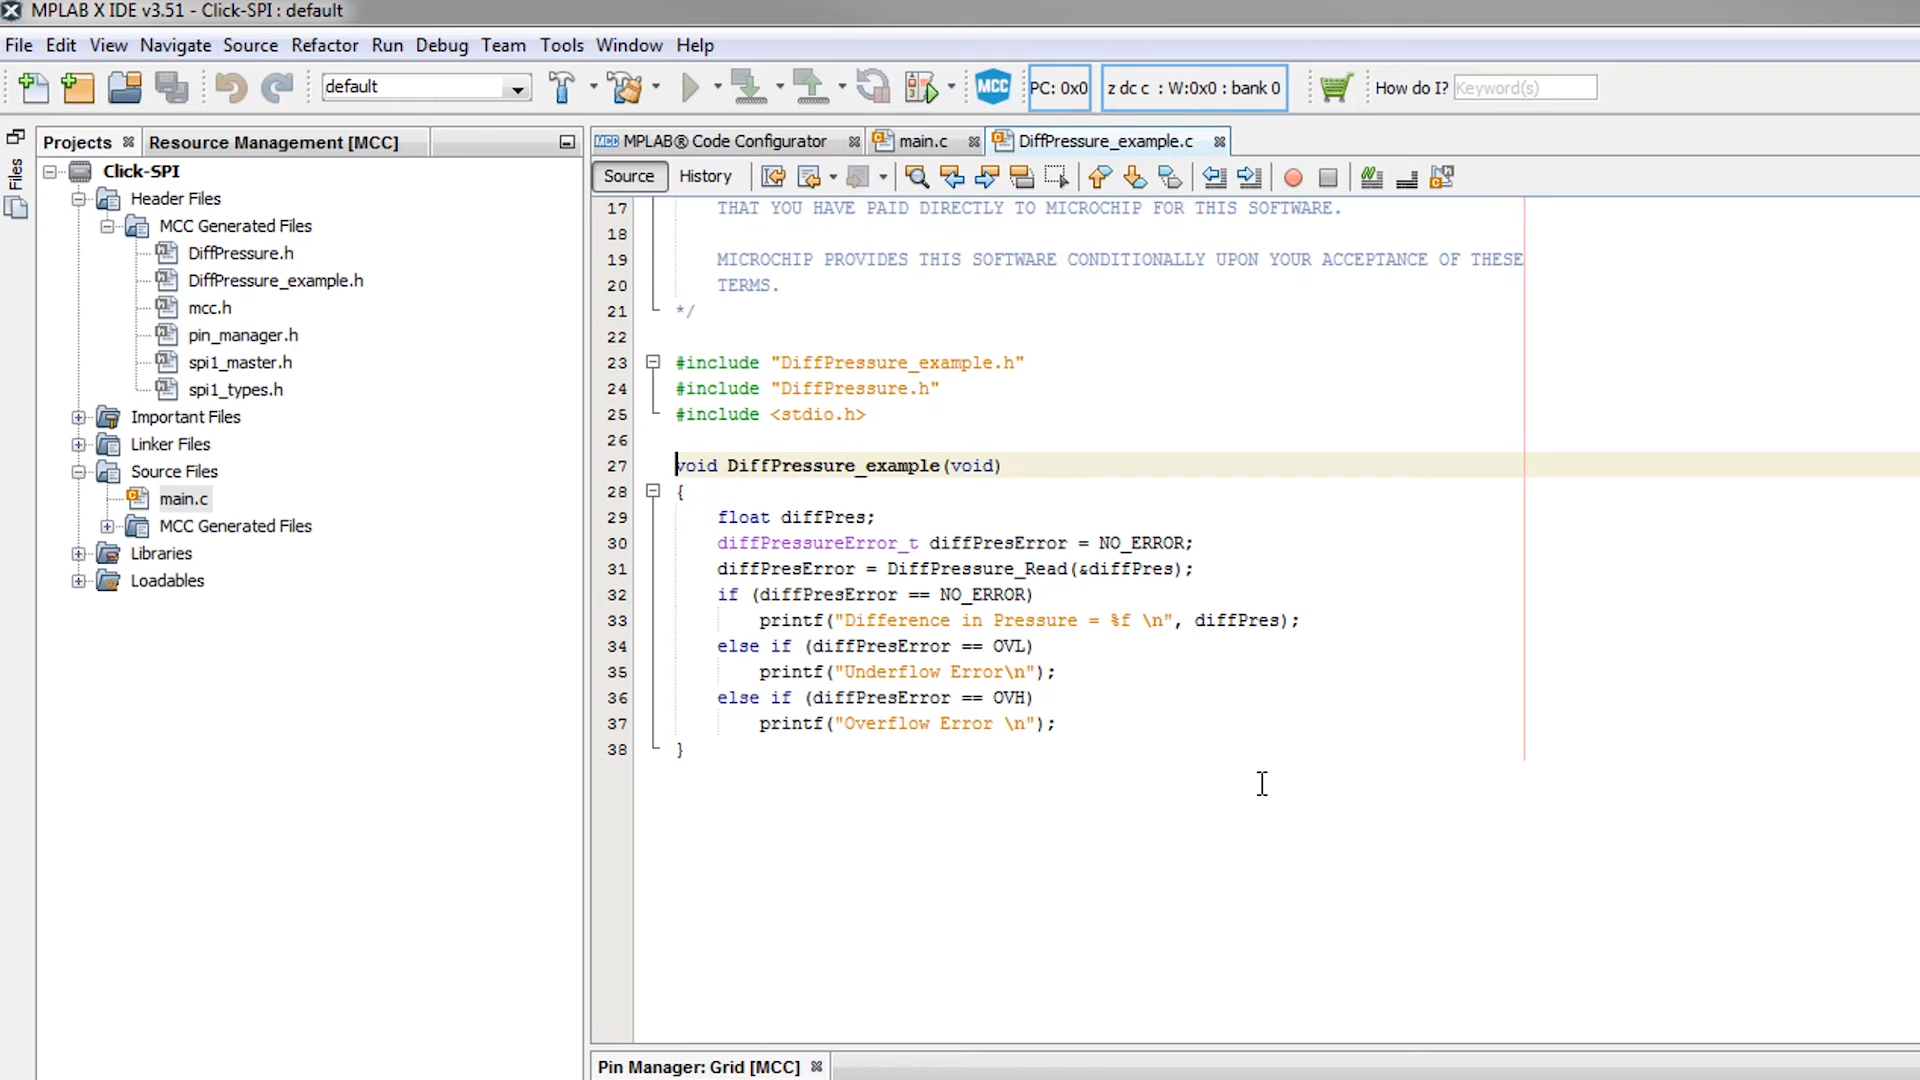 MPLAB X IDE v3.51 - Click-SPI : default
File Edit View Navigate Source Refactor Run Debug Team Tools Window Help
default
MCC
PC: 0x0
z dc c : W:0x0 : bank 0
How do I?
Keyword(s)
Files
Projects
Resource Management [MCC]
Click-SPI
Header Files
MCC Generated Files
DiffPressure.h
DiffPressure_example.h
mcc.h
pin_manager.h
spi1_master.h
spi1_types.h
Important Files
Linker Files
Source Files
main.c
MCC Generated Files
Libraries
Loadables
MPLAB® Code Configurator
main.c
DiffPressure_example.c
Source
History
17 THAT YOU HAVE PAID DIRECTLY TO MICROCHIP FOR THIS SOFTWARE.
18
19 MICROCHIP PROVIDES THIS SOFTWARE CONDITIONALLY UPON YOUR ACCEPTANCE OF THESE
20 TERMS.
21 */
22
23 #include "DiffPressure_example.h"
24 #include "DiffPressure.h"
25 #include <stdio.h>
26
27 void DiffPressure_example(void)
28 {
29 float diffPres;
30 diffPressureError_t diffPresError = NO_ERROR;
31 diffPresError = DiffPressure_Read(&diffPres);
32 if (diffPresError == NO_ERROR)
33 printf("Difference in Pressure = %f \n", diffPres);
34 else if (diffPresError == OVL)
35 printf("Underflow Error\n");
36 else if (diffPresError == OVH)
37 printf("Overflow Error \n");
38 }
Pin Manager: Grid [MCC]